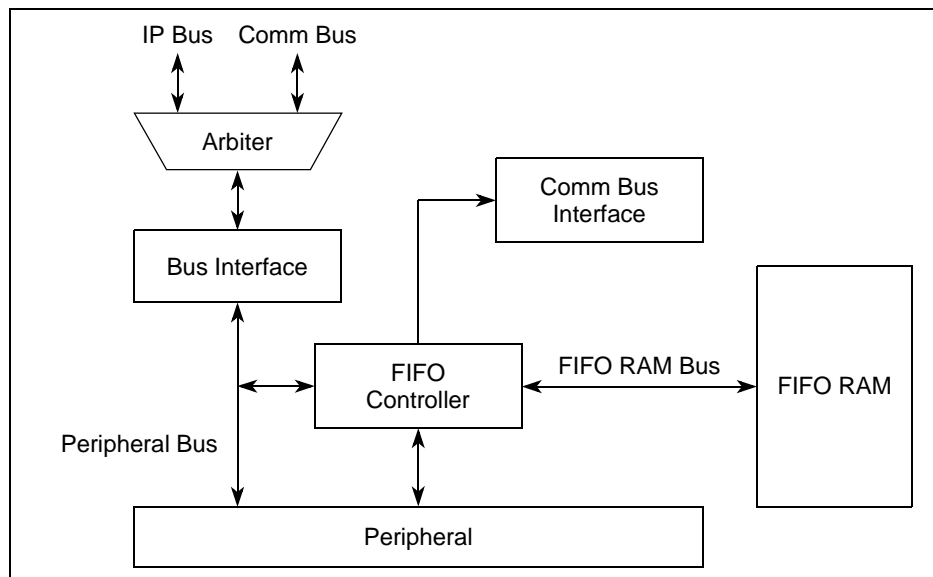 IP Bus
Comm Bus
Arbiter
Comm Bus
Interface
Bus Interface
FIFO
Controller
FIFO RAM Bus
FIFO RAM
Peripheral Bus
Peripheral